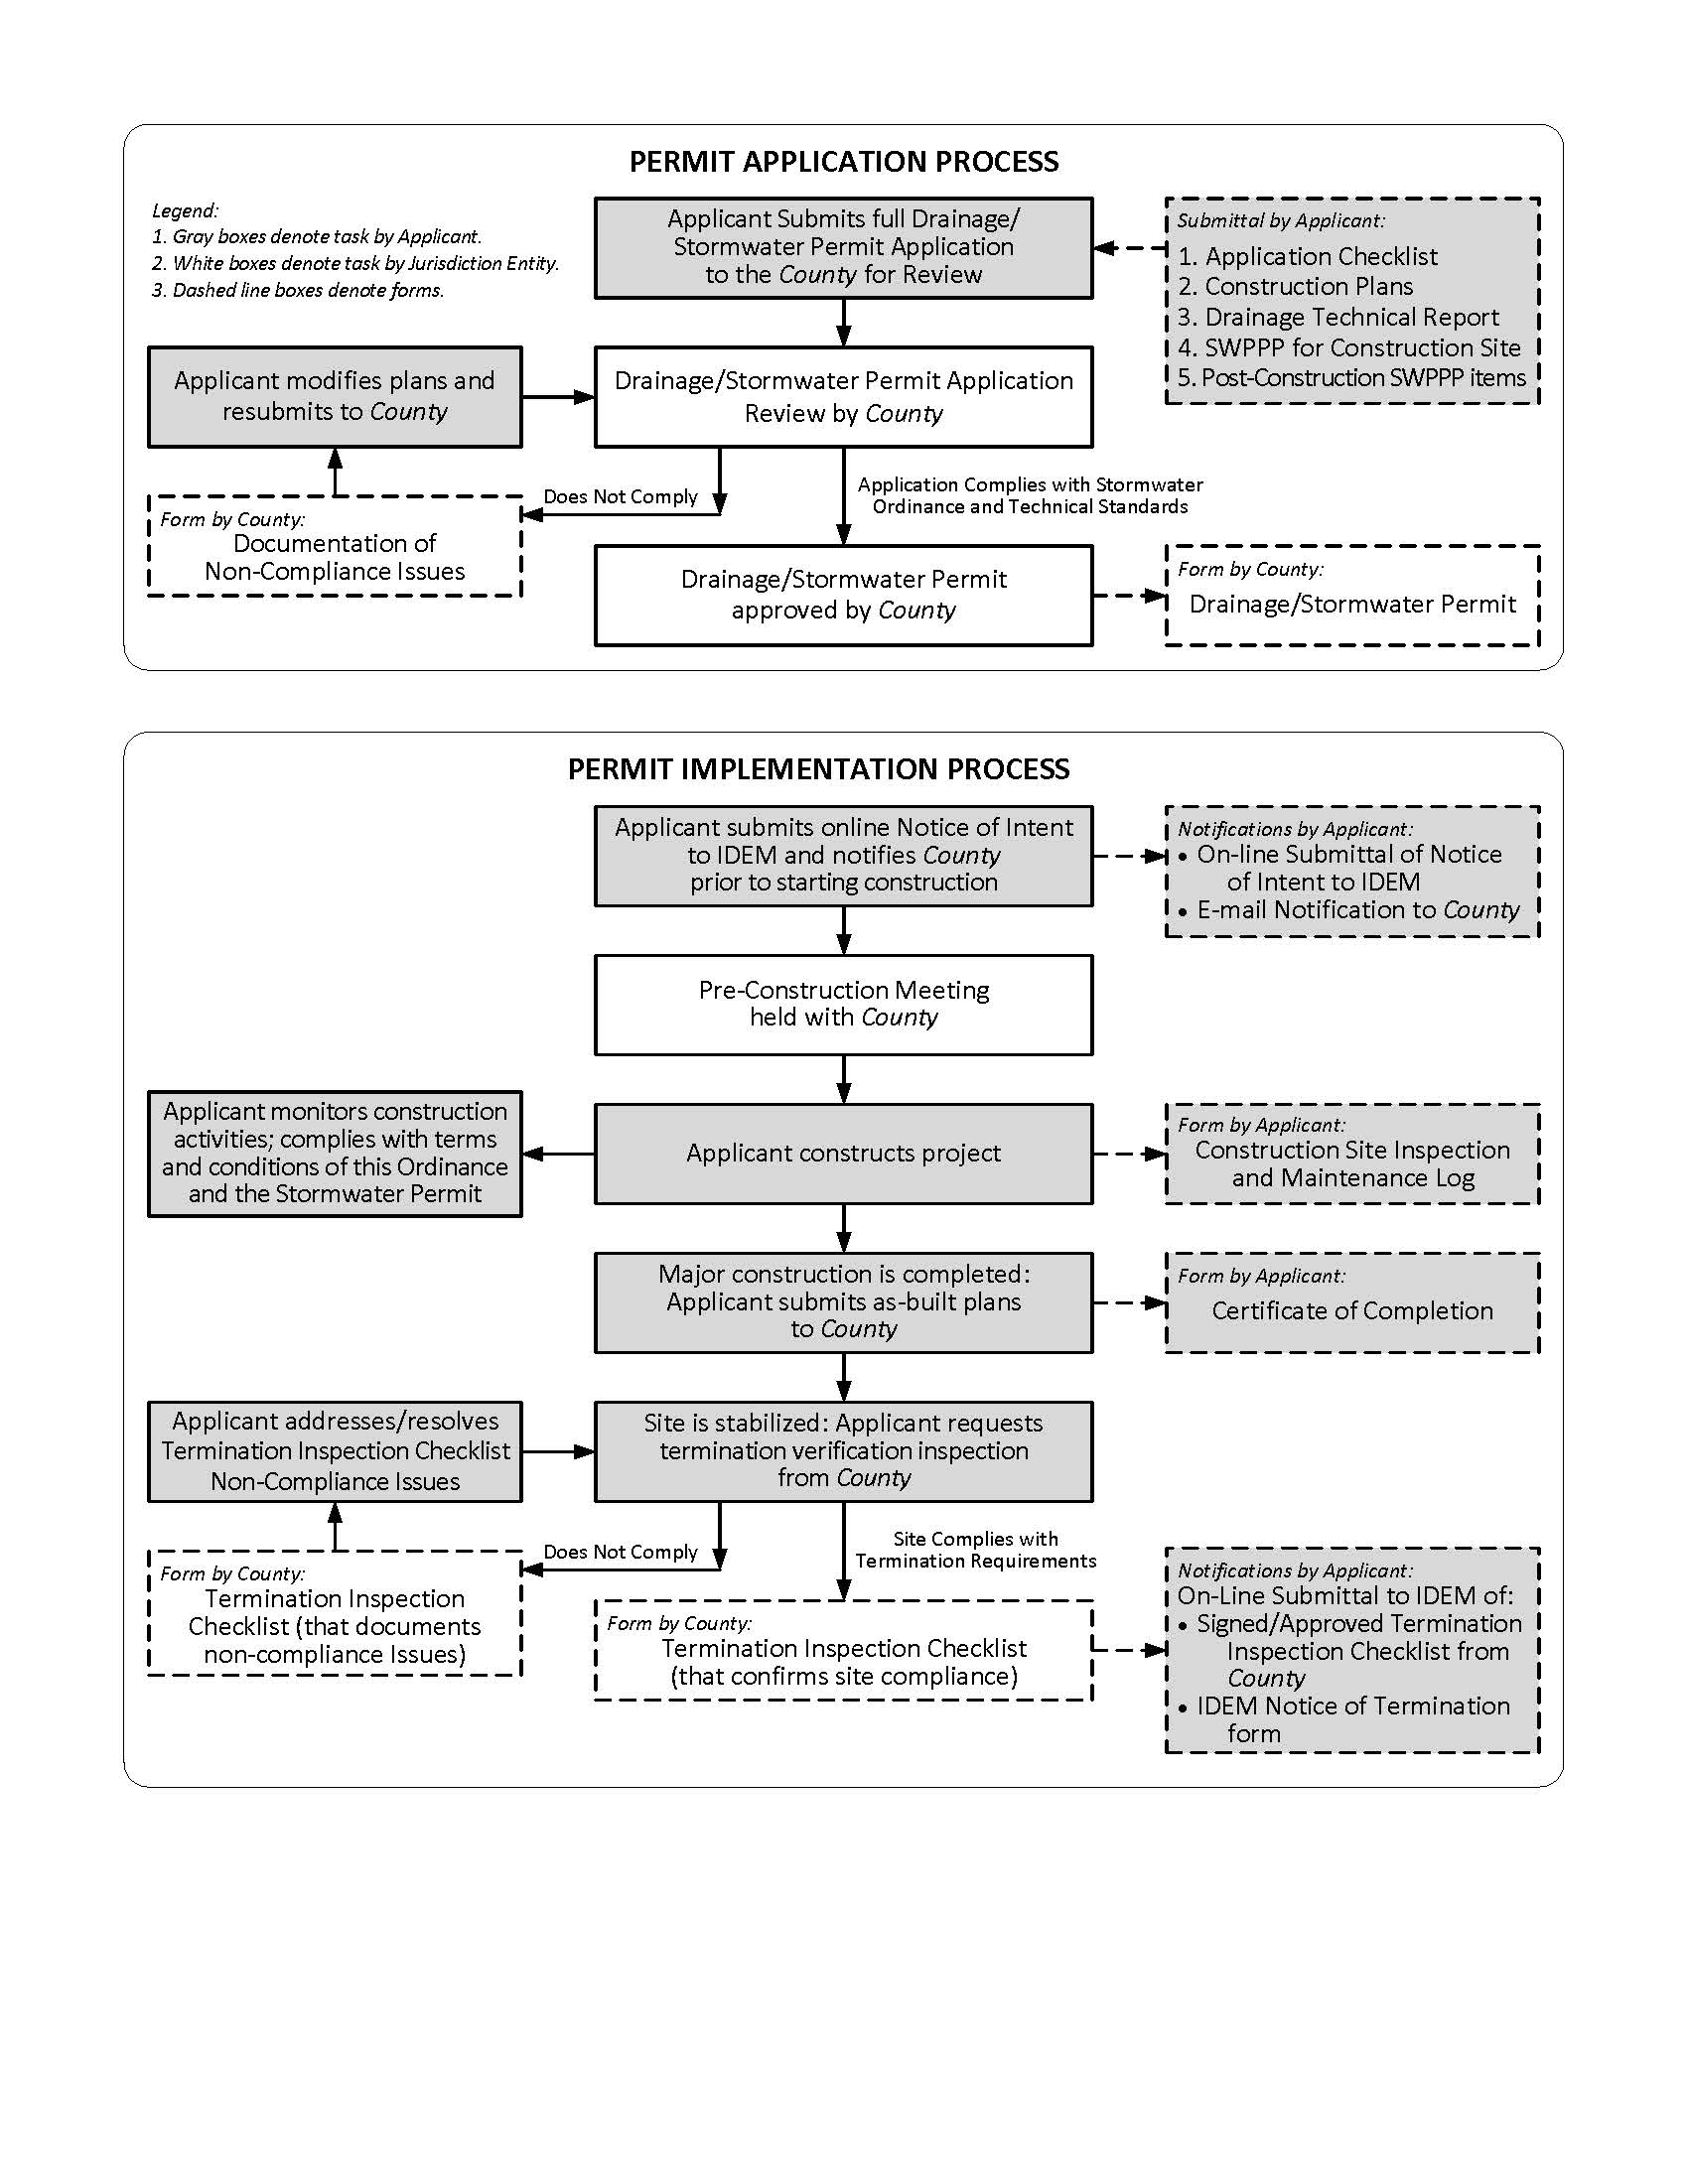 PERMIT APPLICATION PROCESS
Legend:
1. Gray boxes denote task by Applicant.
2. White boxes denote task by Jurisdiction Entity.
3. Dashed line boxes denote forms.
Applicant Submits full Drainage/
Stormwater Permit Application
to the County for Review
Submittal by Applicant:
1. Application Checklist
2. Construction Plans
3. Drainage Technical Report
4. SWPPP for Construction Site
5. Post-Construction SWPPP items
Applicant modifies plans and
resubmits to County
Drainage/Stormwater Permit Application
Review by County
Does Not Comply
Application Complies with Stormwater
Ordinance and Technical Standards
Form by County:
Documentation of
Non-Compliance Issues
Drainage/Stormwater Permit
approved by County
Form by County:
Drainage/Stormwater Permit
PERMIT IMPLEMENTATION PROCESS
Applicant submits online Notice of Intent
to IDEM and notifies County
prior to starting construction
Notifications by Applicant:
• On-line Submittal of Notice
of Intent to IDEM
• E-mail Notification to County
Pre-Construction Meeting
held with County
Applicant monitors construction
activities; complies with terms
and conditions of this Ordinance
and the Stormwater Permit
Applicant constructs project
Form by Applicant:
Construction Site Inspection
and Maintenance Log
Major construction is completed:
Applicant submits as-built plans
to County
Form by Applicant:
Certificate of Completion
Applicant addresses/resolves
Termination Inspection Checklist
Non-Compliance Issues
Site is stabilized: Applicant requests
termination verification inspection
from County
Does Not Comply
Site Complies with
Termination Requirements
Form by County:
Termination Inspection
Checklist (that documents
non-compliance Issues)
Form by County:
Termination Inspection Checklist
(that confirms site compliance)
Notifications by Applicant:
On-Line Submittal to IDEM of:
• Signed/Approved Termination
Inspection Checklist from
County
• IDEM Notice of Termination
form